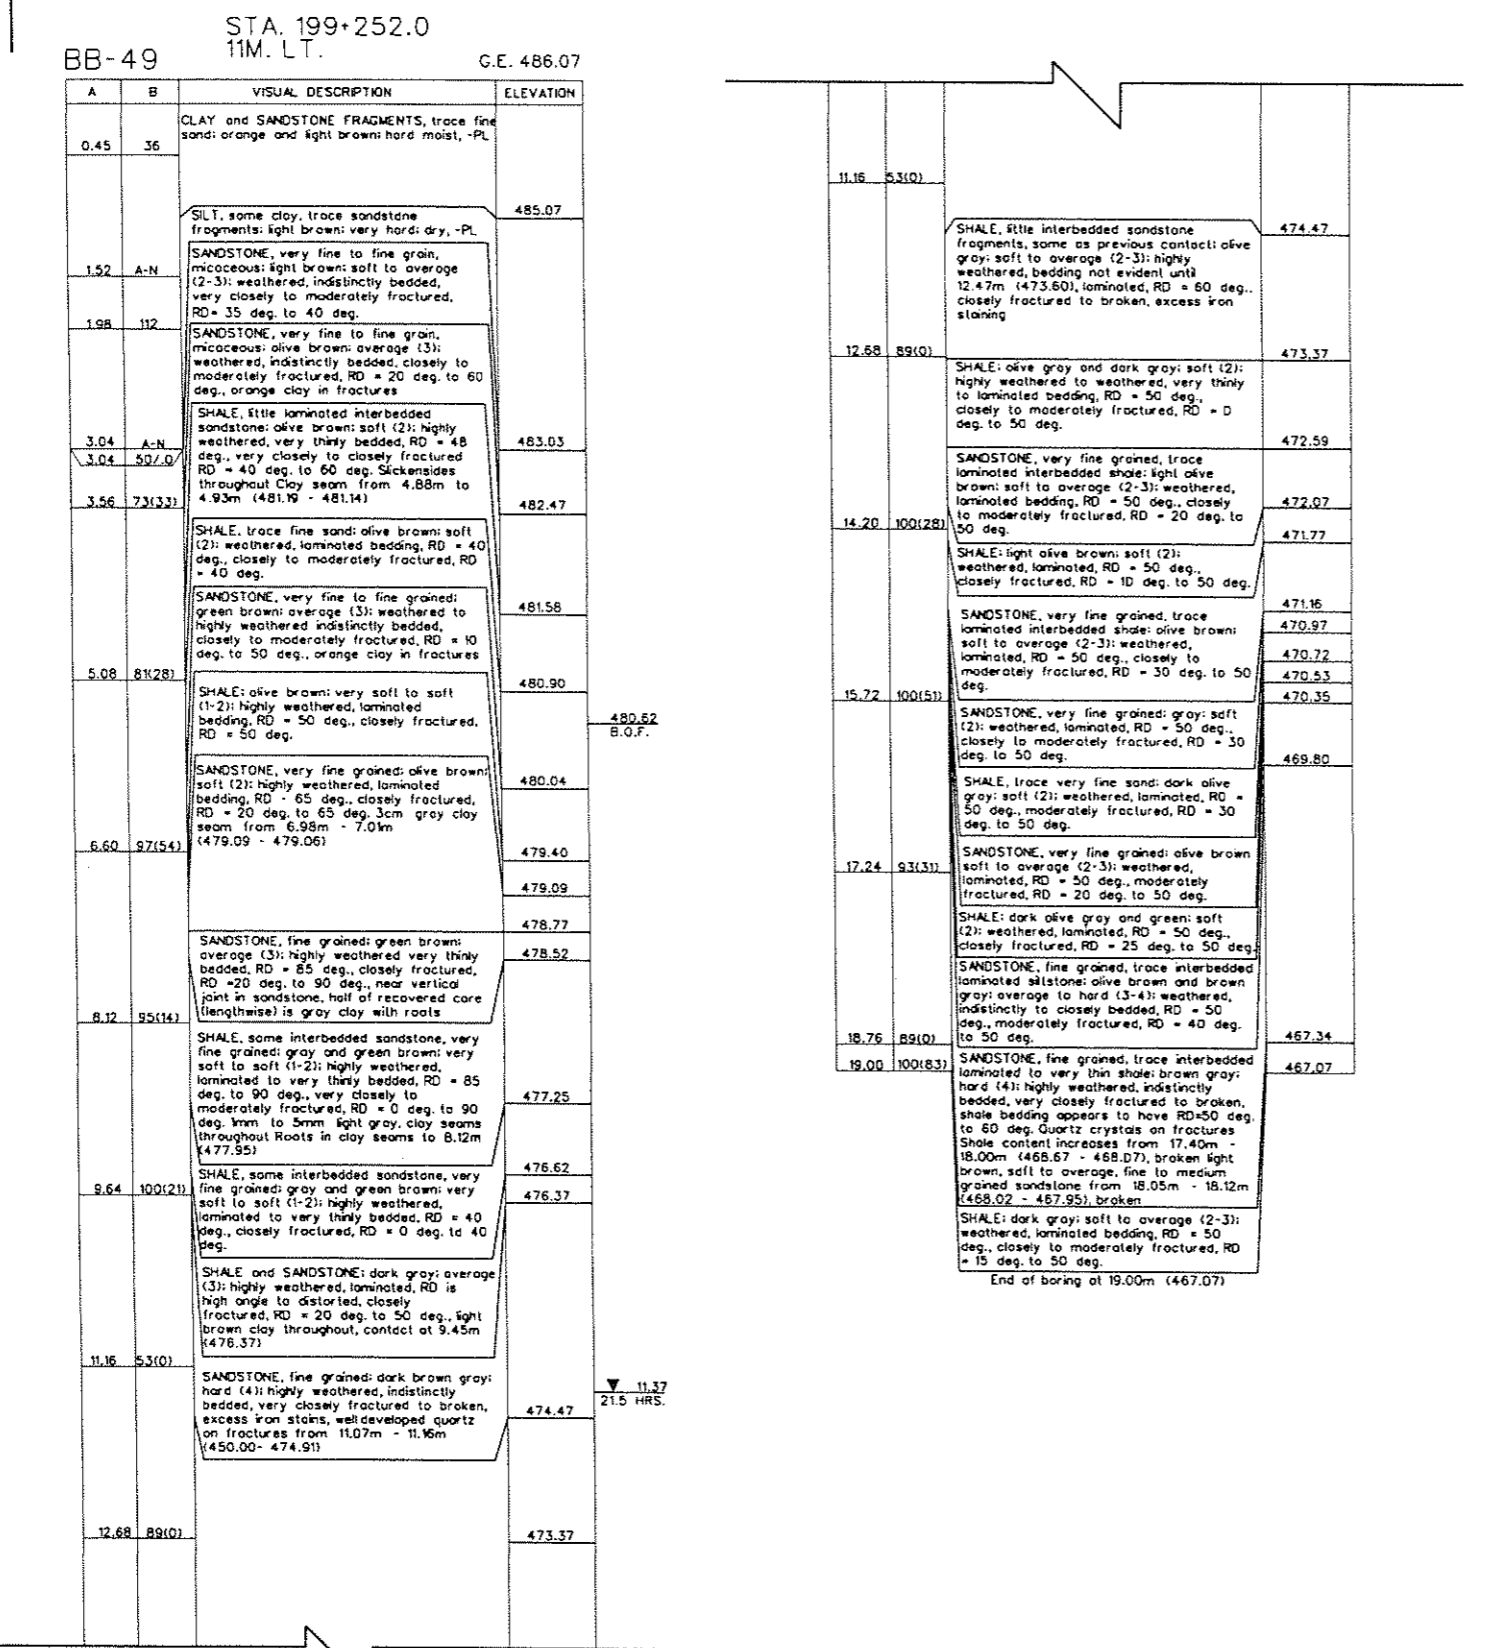 STA. 199+252.0
11M. LT.
BB-49
G.E. 486.07
A B VISUAL DESCRIPTION ELEVATION
CLAY and SANDSTONE FRAGMENTS, trace fine
sand; orange and light brown; hard moist, -PL
0.45 36
485.07
SILT, some clay, trace sandstone
fragments; light brown; very hard; dry, -PL
SANDSTONE, very fine to fine grain,
micaceous; light brown; soft to average
(2-3); weathered, indistinctly bedded,
very closely to moderately fractured,
RD= 35 deg. to 40 deg.
1.52 A-N
1.98 112
SANDSTONE, very fine to fine grain,
micaceous; olive brown; average (3);
weathered, indistinctly bedded, closely to
moderately fractured, RD = 20 deg. to 60
deg., orange clay in fractures
SHALE, little laminated interbedded
sandstone; olive brown; soft (2); highly
weathered, very thinly bedded, RD = 48
deg., very closely to closely fractured
RD = 40 deg. to 60 deg. Slickensides
throughout Clay seam from 4.88m to
4.93m (481.19 - 481.14)
3.04 A-N
3.04 50/.0
3.56 73(33)
483.03
482.47
SHALE, trace fine sand; olive brown; soft
(2); weathered, laminated bedding, RD = 40
deg., closely to moderately fractured, RD
= 40 deg.
SANDSTONE, very fine to fine grained;
green brown; average (3); weathered to
highly weathered indistinctly bedded,
closely to moderately fractured, RD = 10
deg. to 50 deg., orange clay in fractures
481.58
5.08 81(28)
480.90
SHALE; olive brown; very soft to soft
(1-2); highly weathered, laminated
bedding, RD = 50 deg., closely fractured,
RD = 50 deg.
480.52
B.O.F.
SANDSTONE, very fine grained; olive brown;
soft (2); highly weathered, laminated
bedding, RD - 65 deg., closely fractured,
RD = 20 deg. to 65 deg. 3cm gray clay
seam from 6.98m - 7.01m
(479.09 - 479.06)
480.04
6.60 97(54)
479.40
479.09
478.77
SANDSTONE, fine grained; green brown;
average (3); highly weathered very thinly
bedded, RD = 85 deg., closely fractured,
RD =20 deg. to 90 deg., near vertical
joint in sandstone, half of recovered core
(lengthwise) is gray clay with roots
478.52
8.12 95(14)
SHALE, some interbedded sandstone, very
fine grained; gray and green brown; very
soft to soft (1-2); highly weathered,
laminated to very thinly bedded, RD = 85
deg. to 90 deg., very closely to
moderately fractured, RD = 0 deg. to 90
deg. 1mm to 5mm light gray, clay seams
throughout Roots in clay seams to 8.12m
(477.95)
477.25
SHALE, some interbedded sandstone, very
fine grained; gray and green brown; very
soft to soft (1-2); highly weathered,
laminated to very thinly bedded, RD = 40
deg., closely fractured, RD = 0 deg. to 40
deg.
476.62
9.64 100(21)
476.37
SHALE and SANDSTONE; dark gray; average
(3); highly weathered, laminated, RD is
high angle to distorted, closely
fractured, RD = 20 deg. to 50 deg., light
brown clay throughout, contact at 9.45m
(476.37)
11.16 53(0)
SANDSTONE, fine grained; dark brown gray;
hard (4); highly weathered, indistinctly
bedded, very closely fractured to broken,
excess iron stains, well developed quartz
on fractures from 11.07m - 11.16m
(450.00- 474.91)
11.37
21.5 HRS.
474.47
12.68 89(0)
473.37
11.16 53(0)
SHALE, little interbedded sandstone
fragments, some as previous contact; olive
gray; soft to average (2-3); highly
weathered, bedding not evident until
12.47m (473.60), laminated, RD = 60 deg.,
closely fractured to broken, excess iron
staining
474.47
12.68 89(0)
473.37
SHALE; olive gray and dark gray; soft (2);
highly weathered to weathered, very thinly
to laminated bedding, RD = 50 deg.,
closely to moderately fractured, RD = 0
deg. to 50 deg.
472.59
SANDSTONE, very fine grained, trace
laminated interbedded shale; light olive
brown; soft to average (2-3); weathered,
laminated bedding, RD = 50 deg., closely
to moderately fractured, RD = 20 deg. to
50 deg.
472.07
14.20 100(28)
471.77
SHALE; light olive brown; soft (2);
weathered, laminated, RD = 50 deg.,
closely fractured, RD = 10 deg. to 50 deg.
SANDSTONE, very fine grained, trace
laminated interbedded shale; olive brown;
soft to average (2-3); weathered,
laminated, RD = 50 deg., closely to
moderately fractured, RD = 30 deg. to 50
deg.
471.16
470.97
470.72
470.53
470.35
15.72 100(51)
SANDSTONE, very fine grained; gray; soft
(2); weathered, laminated, RD = 50 deg.,
closely to moderately fractured, RD = 30
deg. to 50 deg.
469.80
SHALE, trace very fine sand; dark olive
gray; soft (2); weathered, laminated, RD =
50 deg., moderately fractured, RD = 30
deg. to 50 deg.
SANDSTONE, very fine grained; olive brown
soft to average (2-3); weathered,
laminated, RD = 50 deg., moderately
fractured, RD = 20 deg. to 50 deg.
17.24 93(31)
SHALE; dark olive gray and green; soft
(2); weathered, laminated, RD = 50 deg.,
closely fractured, RD = 25 deg. to 50 deg.
SANDSTONE, fine grained, trace interbedded
laminated siltstone; olive brown and brown
gray; average to hard (3-4); weathered,
indistinctly to closely bedded, RD = 50
deg., moderately fractured, RD = 40 deg.
to 50 deg.
18.76 89(0)
467.34
19.00 100(83)
467.07
SANDSTONE, fine grained, trace interbedded
laminated to very thin shale; brown gray;
hard (4); highly weathered, indistinctly
bedded, very closely fractured to broken,
shale bedding appears to have RD=50 deg.
to 60 deg. Quartz crystals on fractures
Shale content increases from 17.40m -
18.00m (468.67 - 468.07), broken light
brown, soft to average, fine to medium
grained sandstone from 18.05m - 18.12m
(468.02 - 467.95), broken
SHALE; dark gray; soft to average (2-3);
weathered, laminated bedding, RD = 50
deg., closely to moderately fractured, RD
= 15 deg. to 50 deg.
End of boring at 19.00m (467.07)